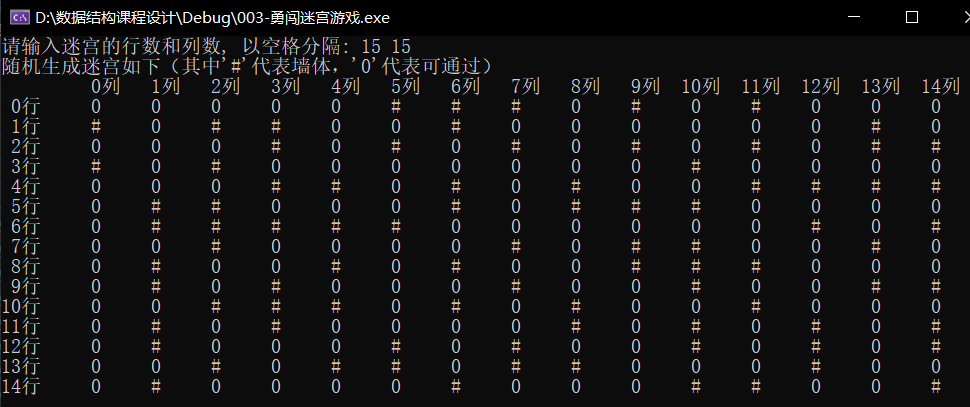 D:\数据结构课程设计\Debug\003-勇闯迷宫游戏.exe
请输入迷宫的行数和列数, 以空格分隔: 15 15
随机生成迷宫如下（其中'#'代表墙体，'0'代表可通过）
0列 1列 2列 3列 4列 5列 6列 7列 8列 9列 10列 11列 12列 13列 14列
0行 0 0 0 0 0 # # # 0 # 0 # 0 0 0
1行 # 0 # # 0 0 # 0 0 0 0 0 0 # 0
2行 0 0 0 # 0 # 0 # 0 # 0 # 0 # #
3行 # 0 # 0 0 0 0 0 0 0 # 0 0 0 0
4行 0 0 0 # # 0 # 0 # 0 0 # # # #
5行 0 # # 0 0 0 # 0 # # # 0 0 0 0
6行 0 # # # # # 0 0 0 0 0 0 # 0 #
7行 0 0 # 0 0 0 0 # 0 # # 0 0 # 0
8行 0 # 0 0 # 0 # 0 0 # # # 0 0 0
9行 0 # 0 # 0 0 0 # 0 0 0 # 0 # #
10行 0 0 # # # 0 # 0 # 0 0 # 0 0 0
11行 0 # 0 # 0 0 0 0 # 0 # 0 # 0 #
12行 0 # 0 0 0 # 0 # 0 0 # 0 # 0 #
13行 0 0 # 0 # # 0 # # 0 0 0 # 0 0
14行 0 # 0 0 0 0 # 0 0 0 # # 0 0 #